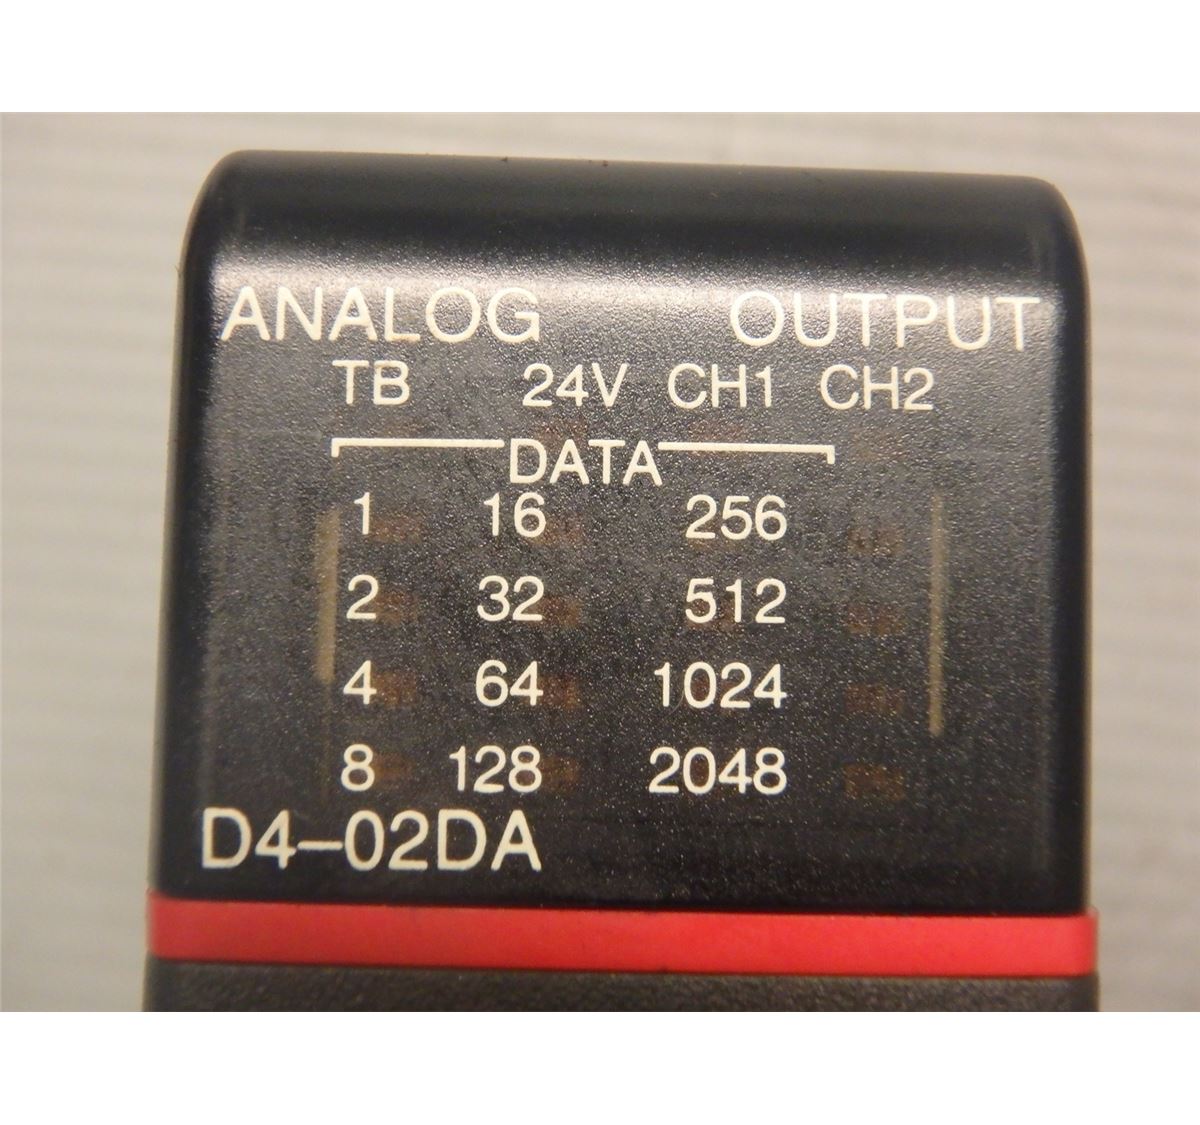 ANALOG OUTPUT
TB 24V CH1 CH2
DATA
1 16 256
2 32 512
4 64 1024
8 128 2048
D4-02DA